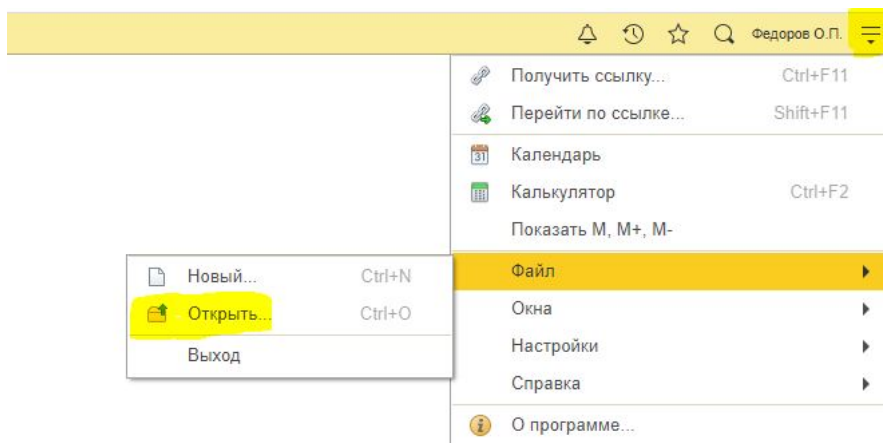 Федоров О.П.
Получить ссылку... Ctrl+F11
Перейти по ссылке... Shift+F11
31 Календарь
Калькулятор Ctrl+F2
Показать M, M+, M-
Файл
Окна
Настройки
Справка
О программе...
Новый... Ctrl+N
Открыть... Ctrl+O
Выход